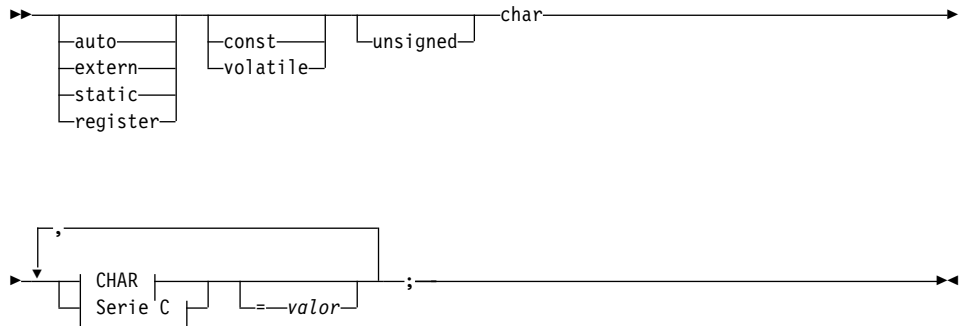 char
auto const unsigned
extern volatile
static
register
,
CHAR ;
Serie C =valor